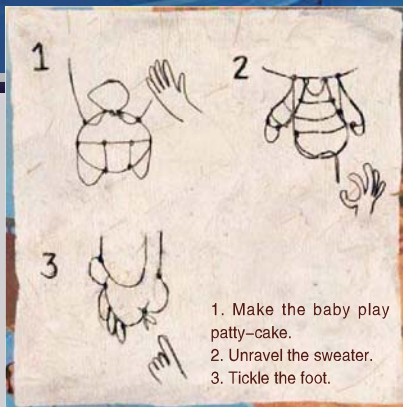 1
2
3
1. Make the baby play
patty–cake.
2. Unravel the sweater.
3. Tickle the foot.